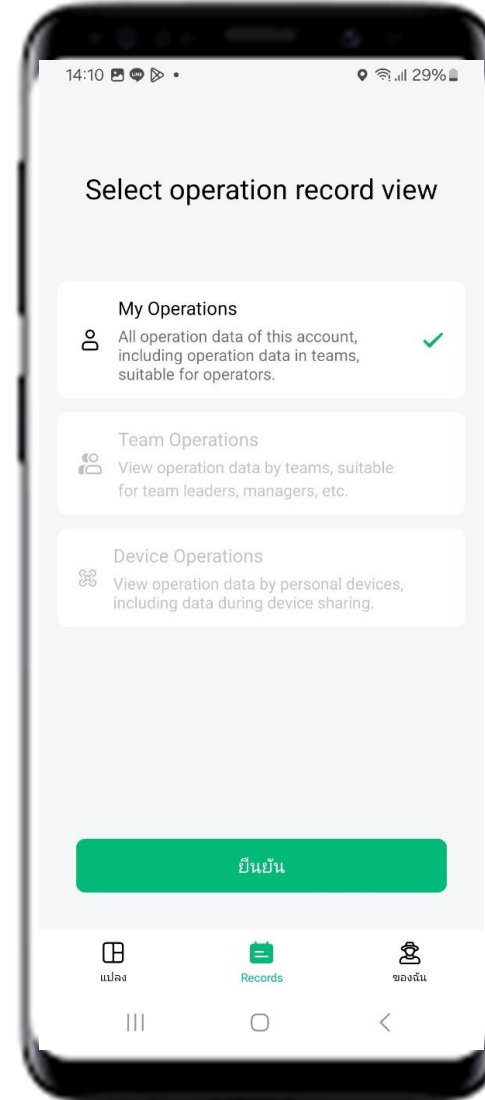 14:10
29%
Select operation record view
My Operations
All operation data of this account,
including operation data in teams,
suitable for operators.
Team Operations
View operation data by teams, suitable
for team leaders, managers, etc.
Device Operations
View operation data by personal devices,
including data during device sharing.
ยืนยัน
แปลง
Records
ของฉัน